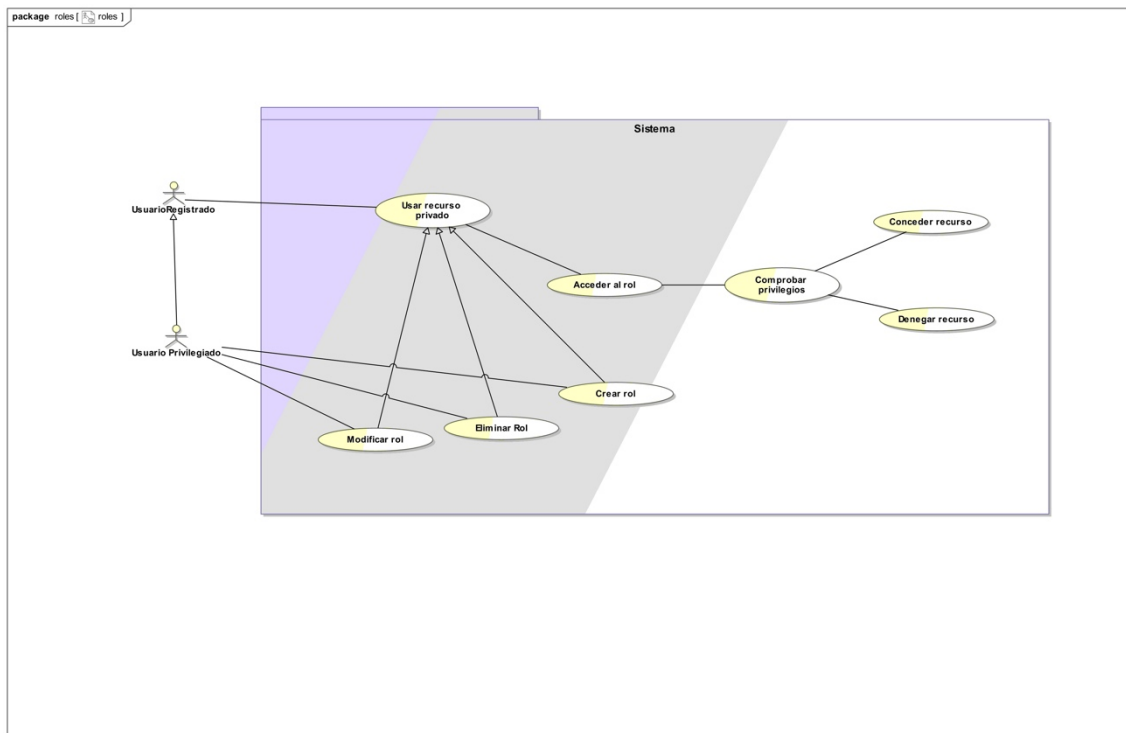 package roles [ roles ]
Sistema
UsuarioRegistrado
Usar recurso
privado
Conceder recurso
Acceder al rol
Comprobar
privilegios
Denegar recurso
Usuario Privilegiado
Crear rol
Eliminar Rol
Modificar rol